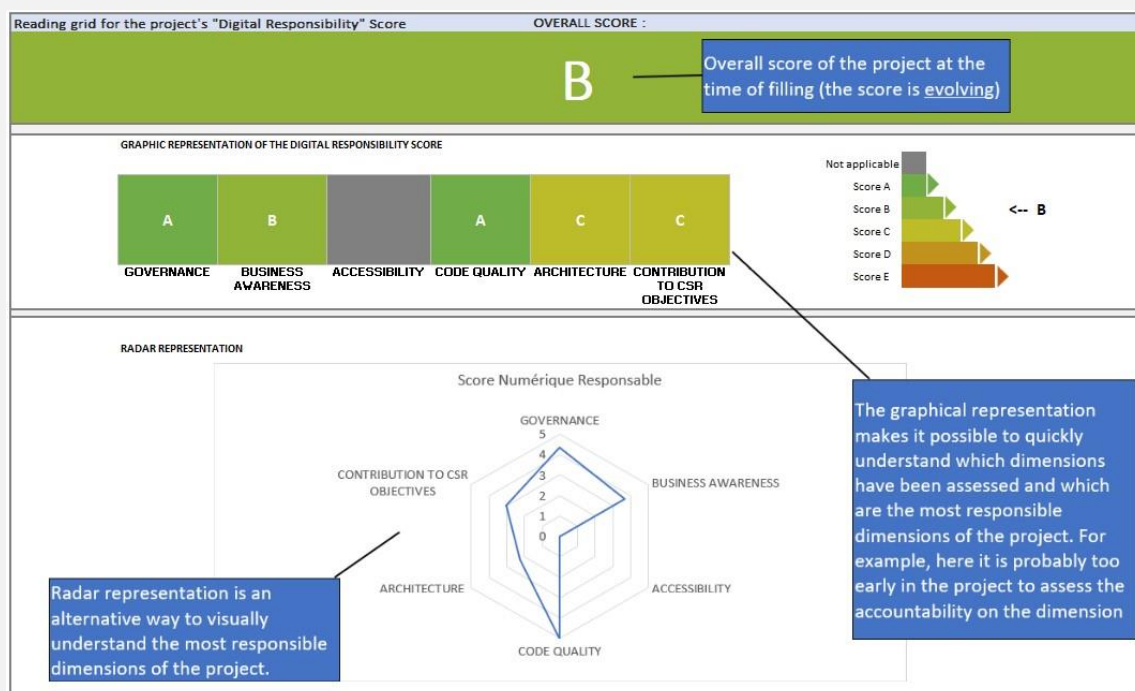 Reading grid for the project's "Digital Responsibility" Score
OVERALL SCORE :
B
Overall score of the project at the
time of filling (the score is evolving)
GRAPHIC REPRESENTATION OF THE DIGITAL RESPONSIBILITY SCORE
A
B
A
C
C
GOVERNANCE
BUSINESS
AWARENESS
ACCESSIBILITY
CODE QUALITY
ARCHITECTURE
CONTRIBUTION
TO CSR
OBJECTIVES
Not applicable
Score A
Score B
<-- B
Score C
Score D
Score E
RADAR REPRESENTATION
Score Numérique Responsable
GOVERNANCE
5
4
3
2
1
0
BUSINESS AWARENESS
ACCESSIBILITY
CODE QUALITY
ARCHITECTURE
CONTRIBUTION TO CSR
OBJECTIVES
The graphical representation
makes it possible to quickly
understand which dimensions
have been assessed and which
are the most responsible
dimensions of the project. For
example, here it is probably too
early in the project to assess the
accountability on the dimension
Radar representation is an
alternative way to visually
understand the most responsible
dimensions of the project.